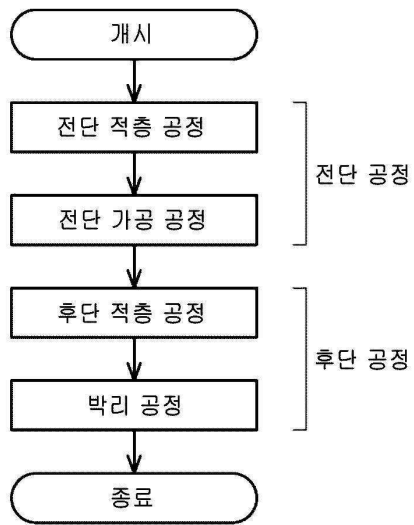 개시
전단 적층 공정
전단 가공 공정
전단 공정
후단 적층 공정
박리 공정
후단 공정
종료